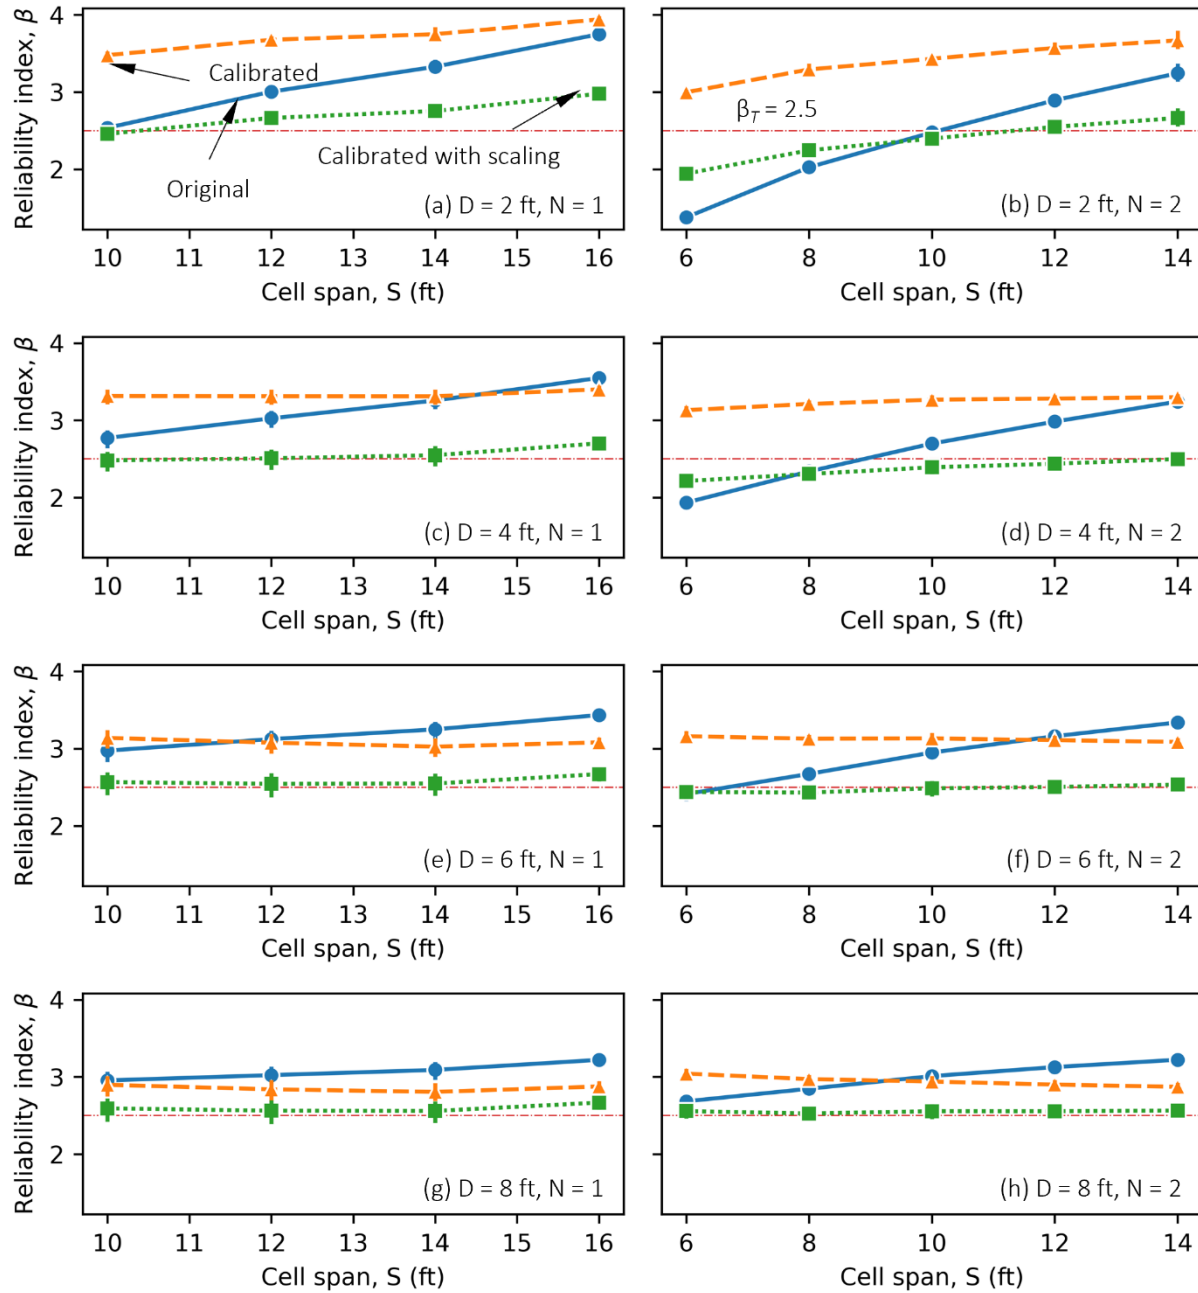 Reliability index, β
4
3
2
Calibrated
Original
Calibrated with scaling
(a) D = 2 ft, N = 1
10 11 12 13 14 15 16
Cell span, S (ft)
βT = 2.5
(b) D = 2 ft, N = 2
6 8 10 12 14
Cell span, S (ft)
Reliability index, β
4
3
2
(c) D = 4 ft, N = 1
10 11 12 13 14 15 16
Cell span, S (ft)
(d) D = 4 ft, N = 2
6 8 10 12 14
Cell span, S (ft)
Reliability index, β
4
3
2
(e) D = 6 ft, N = 1
10 11 12 13 14 15 16
Cell span, S (ft)
(f) D = 6 ft, N = 2
6 8 10 12 14
Cell span, S (ft)
Reliability index, β
4
3
2
(g) D = 8 ft, N = 1
10 11 12 13 14 15 16
Cell span, S (ft)
(h) D = 8 ft, N = 2
6 8 10 12 14
Cell span, S (ft)